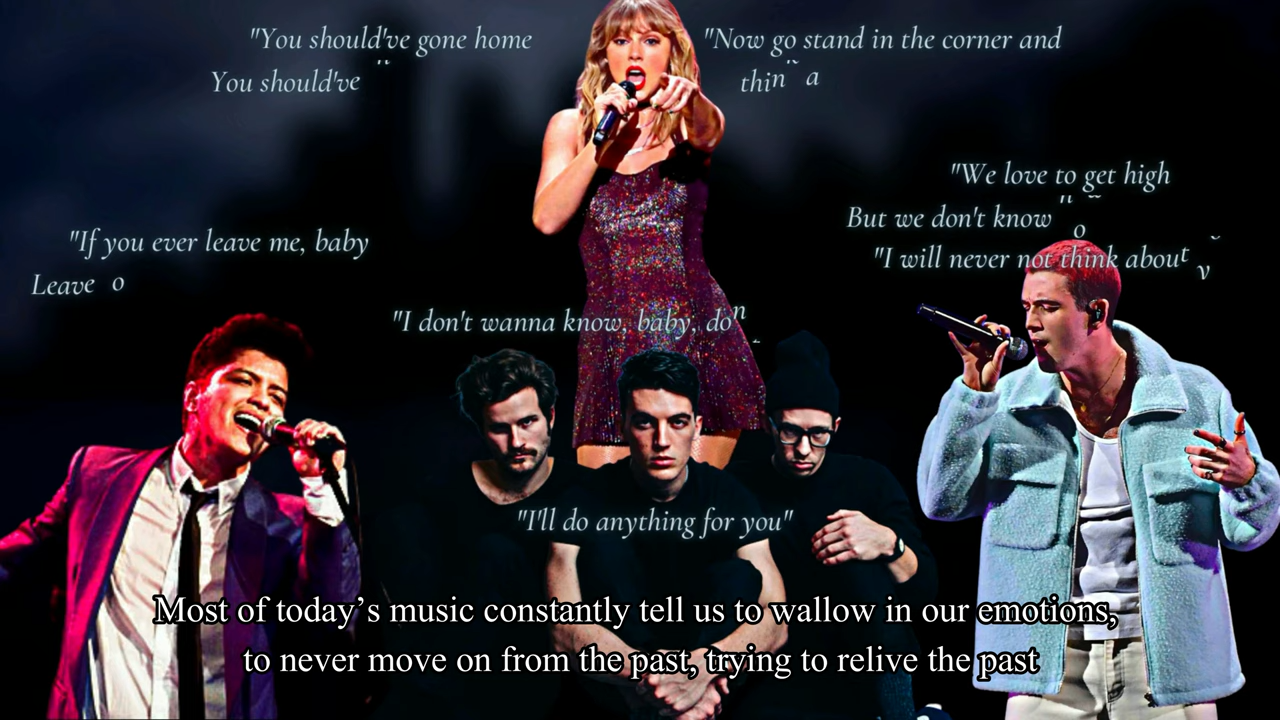 "You should've gone home
You should've
"Now go stand in the corner and
thin a
"We love to get high
But we don't know
"I will never not think about
"If you ever leave me, baby
Leave
"I don't wanna know, baby, don
"I'll do anything for you"
Most of today’s music constantly tell us to wallow in our emotions,
to never move on from the past, trying to relive the past